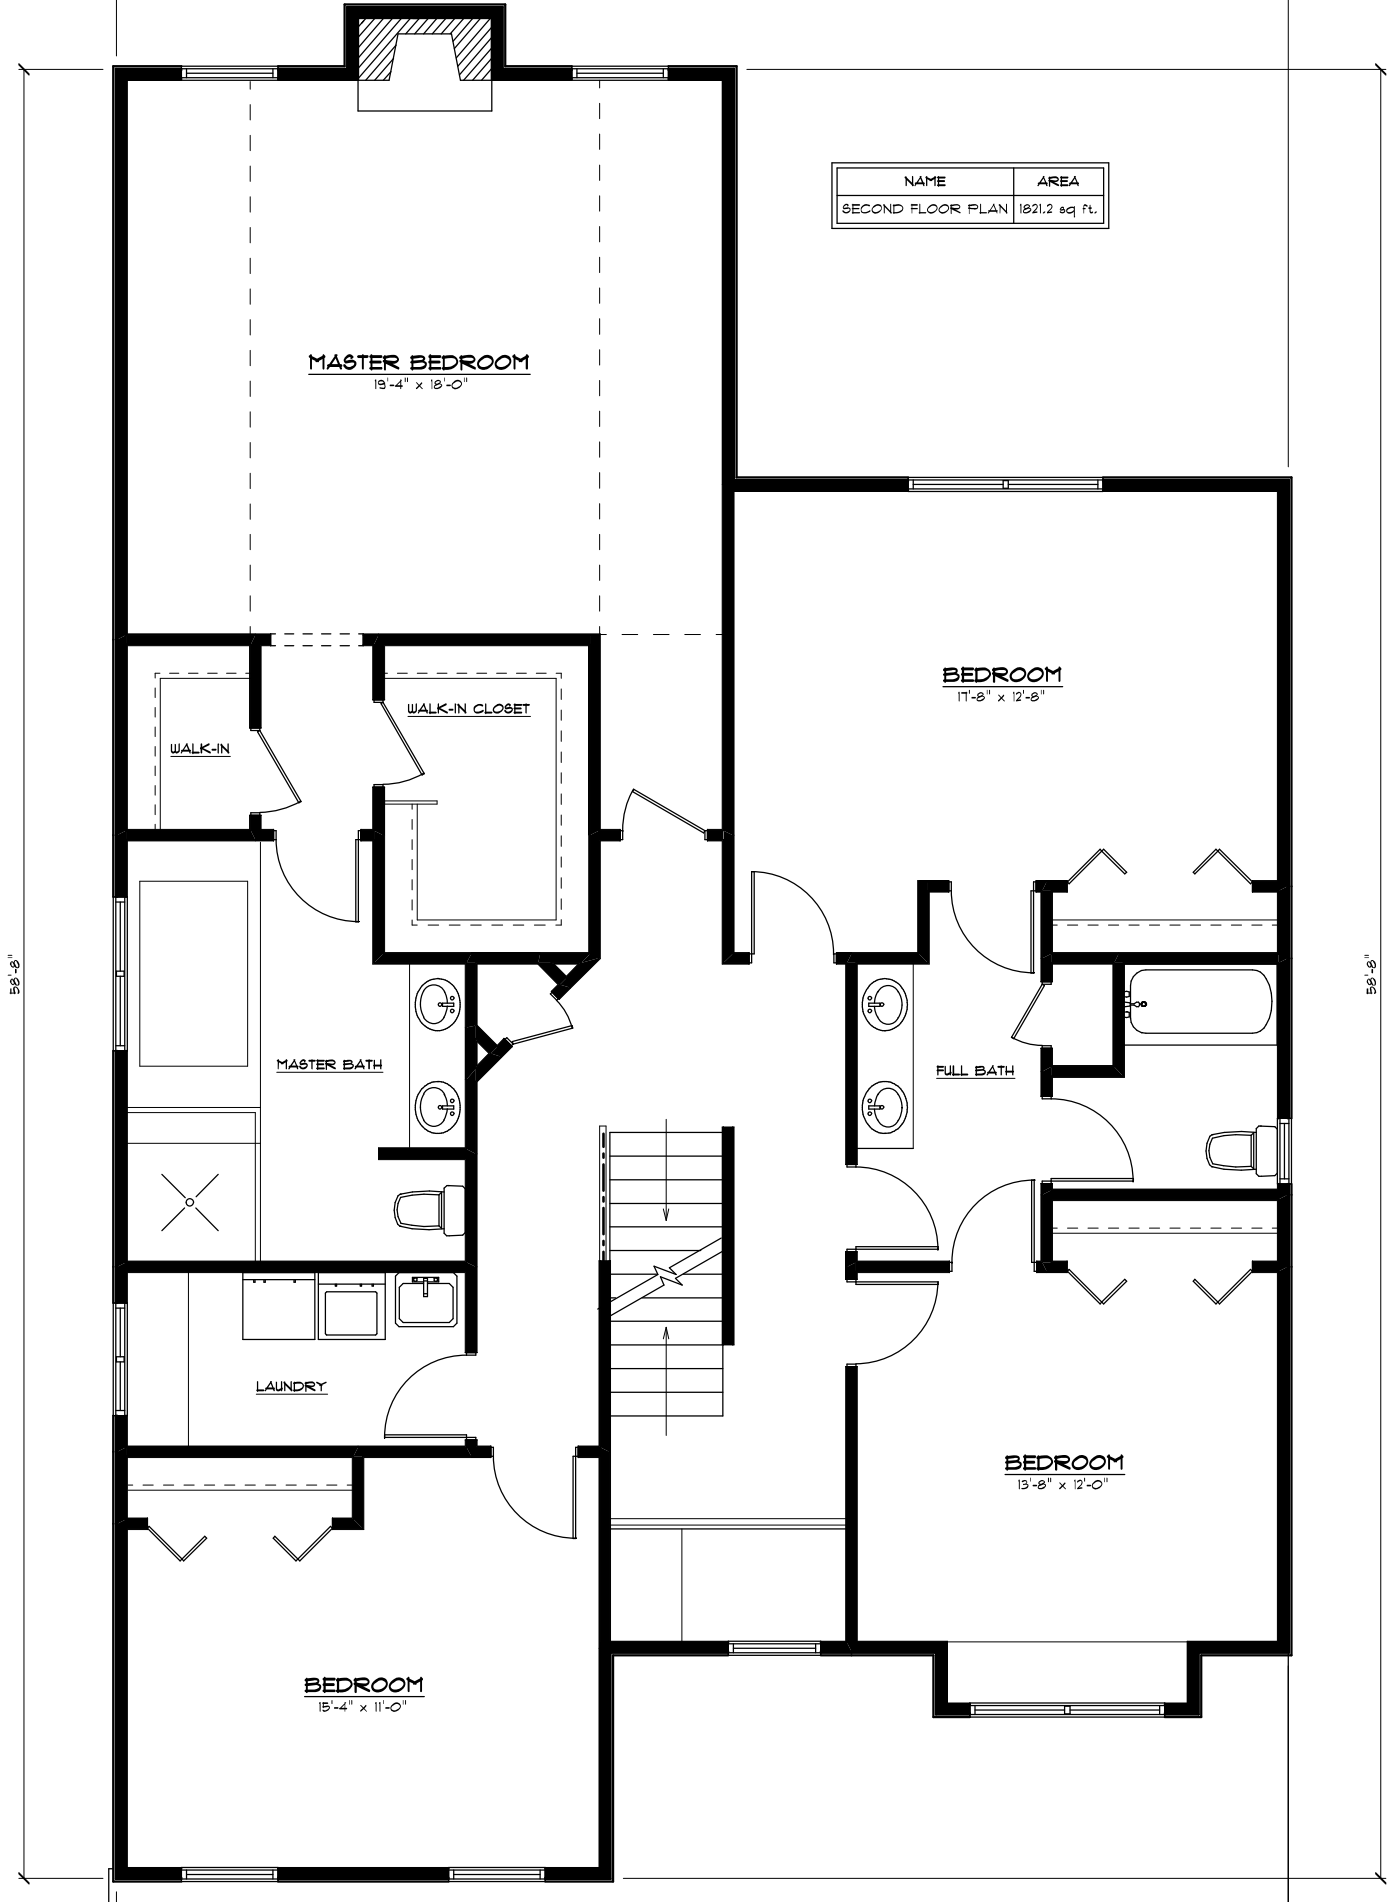 NAME AREA
SECOND FLOOR PLAN 1821.2 sq ft.
MASTER BEDROOM
19'-4" x 18'-0"
BEDROOM
17'-8" x 12'-8"
WALK-IN CLOSET
WALK-IN
58'-8"
58'-8"
MASTER BATH
FULL BATH
LAUNDRY
BEDROOM
13'-8" x 12'-0"
BEDROOM
15'-4" x 11'-0"